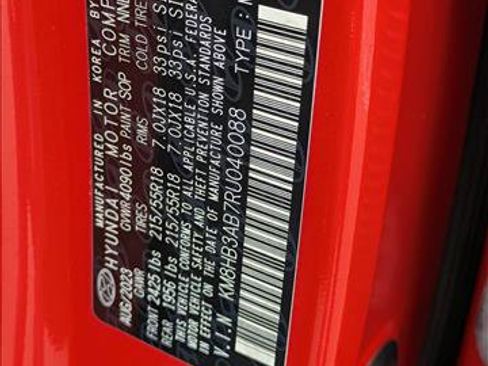 MANUFACTURED IN KOREA BY
HYUNDAI MOTOR COMP
GVWR 4090 lbs PAINT SOP TRIM NNB
/2023 GAWR TIRES RIMS COLD TIRE
FRONT 2425 lbs 215/55R18 7.0JX18 33psi S
REAR 1956 lbs 215/55R18 7.0JX18 33psi SI
THIS VEHICLE CONFORMS TO ALL APPLICABLE U.S.A. FEDERA
MOTOR VEHICLE SAFETY AND THEFT PREVENTION STANDARDS
IN EFFECT ON THE DATE OF MANUFACTURE SHOWN ABOVE
V.I.N: KM8HB3AB7RU040088 TYPE: